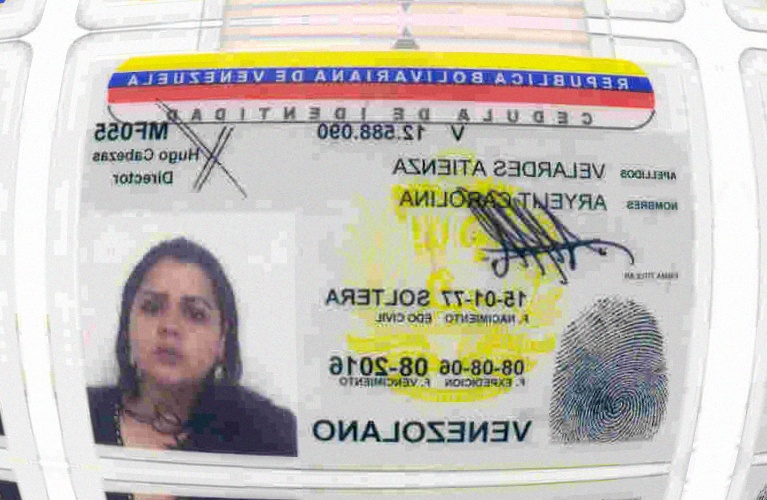 REPUBLICA BOLIVARIANA DE VENEZUELA
CEDULA DE IDENTIDAD
V 12.588.090
MF055
Hugo Cabezas
Director
APELLIDOS VELARDES ATIENZA
NOMBRES ARYELIT CAROLINA
FIRMA TITULAR
15-01-77 SOLTERA
F. NACIMIENTO EDO CIVIL
08-08-06 08-2016
F. EXPEDICION F. VENCIMIENTO
VENEZOLANO